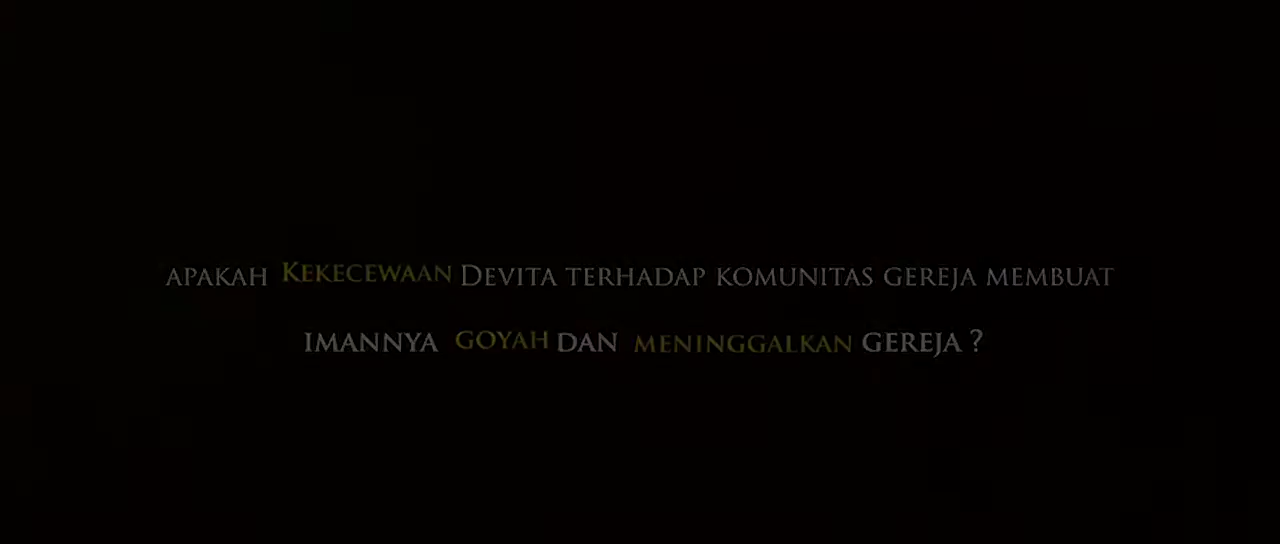 APAKAH KEKECEWAAN DEVITA TERHADAP KOMUNITAS GEREJA MEMBUAT
IMANNYA GOYAH DAN MENINGGALKAN GEREJA ?